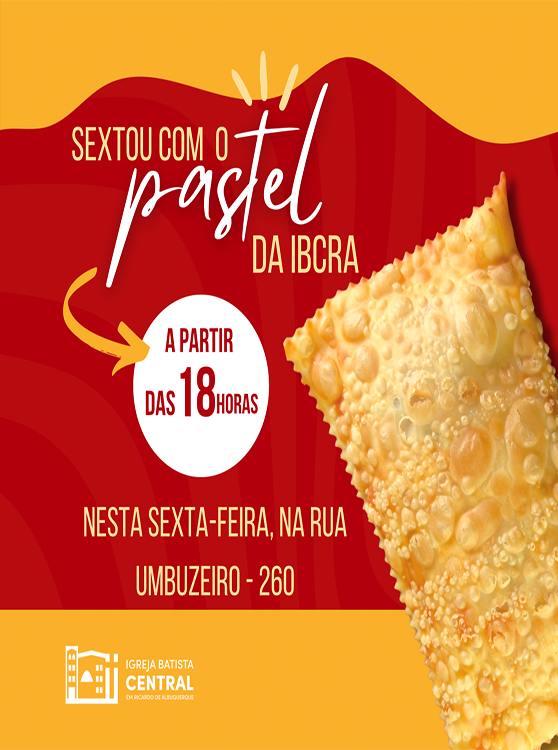 SEXTOU COM O
pastel
DA IBCRA
A PARTIR
DAS 18 HORAS
NESTA SEXTA-FEIRA, NA RUA
UMBUZEIRO - 260
IGREJA BATISTA
CENTRAL
EM RICARDO DE ALBUQUERQUE